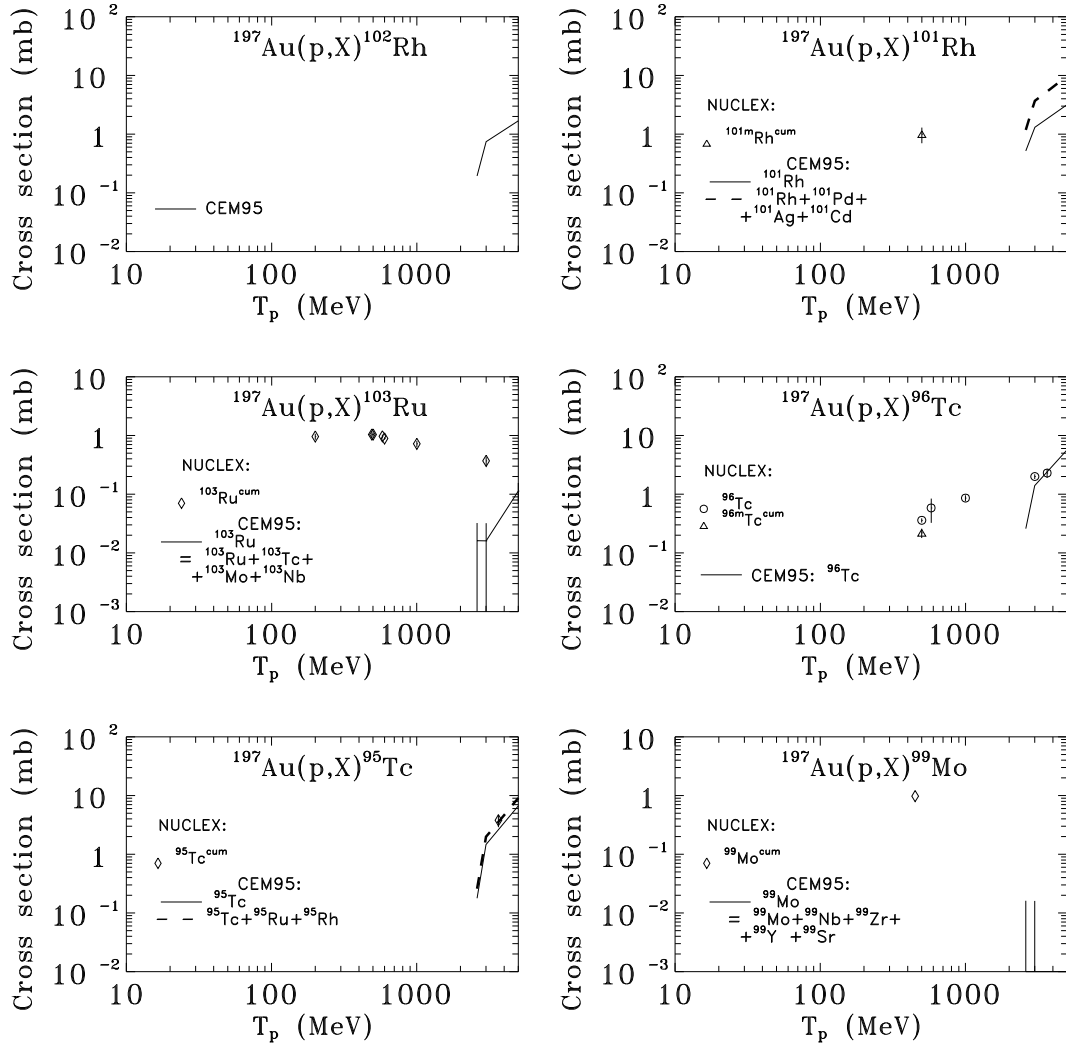 Cross section (mb)
10 ²
10
1
10 ⁻¹
10 ⁻²
¹⁹⁷Au(p,X)¹⁰²Rh
CEM95
10 100 1000
Tₚ (MeV)
Cross section (mb)
10 ²
10
1
10 ⁻¹
10 ⁻²
¹⁹⁷Au(p,X)¹⁰¹Rh
NUCLEX:
¹⁰¹ᵐRhᶜᵘᵐ
CEM95:
¹⁰¹Rh
¹⁰¹Rh+¹⁰¹Pd+
+¹⁰¹Ag+¹⁰¹Cd
10 100 1000
Tₚ (MeV)
Cross section (mb)
10
1
10 ⁻¹
10 ⁻²
10 ⁻³
¹⁹⁷Au(p,X)¹⁰³Ru
NUCLEX:
¹⁰³Ruᶜᵘᵐ
CEM95:
¹⁰³Ru
= ¹⁰³Ru+¹⁰³Tc+
+¹⁰³Mo+¹⁰³Nb
10 100 1000
Tₚ (MeV)
Cross section (mb)
10 ²
10
1
10 ⁻¹
10 ⁻²
¹⁹⁷Au(p,X)⁹⁶Tc
NUCLEX:
⁹⁶Tc
⁹⁶ᵐTcᶜᵘᵐ
CEM95: ⁹⁶Tc
10 100 1000
Tₚ (MeV)
Cross section (mb)
10 ²
10
1
10 ⁻¹
10 ⁻²
¹⁹⁷Au(p,X)⁹⁵Tc
NUCLEX:
⁹⁵Tcᶜᵘᵐ
CEM95:
⁹⁵Tc
⁹⁵Tc+⁹⁵Ru+⁹⁵Rh
10 100 1000
Tₚ (MeV)
Cross section (mb)
10
1
10 ⁻¹
10 ⁻²
10 ⁻³
¹⁹⁷Au(p,X)⁹⁹Mo
NUCLEX:
⁹⁹Moᶜᵘᵐ
CEM95:
⁹⁹Mo
= ⁹⁹Mo+⁹⁹Nb+⁹⁹Zr+
+⁹⁹Y +⁹⁹Sr
10 100 1000
Tₚ (MeV)